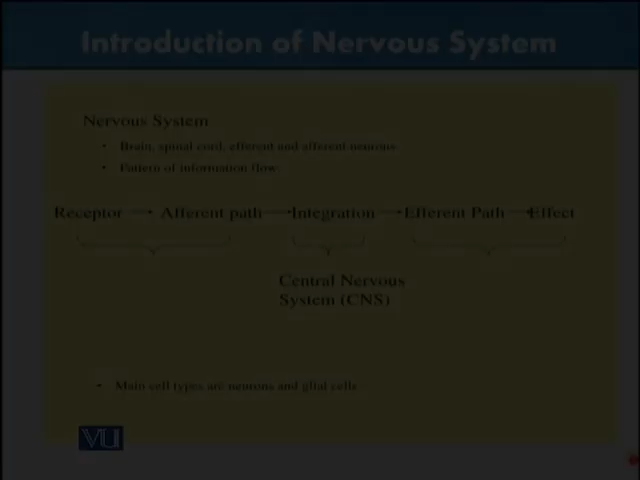 Introduction of Nervous System
Nervous System
• Brain, spinal cord, efferent and afferent neurons
• Pattern of information flow
Receptor → Afferent path → Integration → Efferent Path → Effect
Central Nervous
System (CNS)
• Main cell types are neurons and glial cells
VU